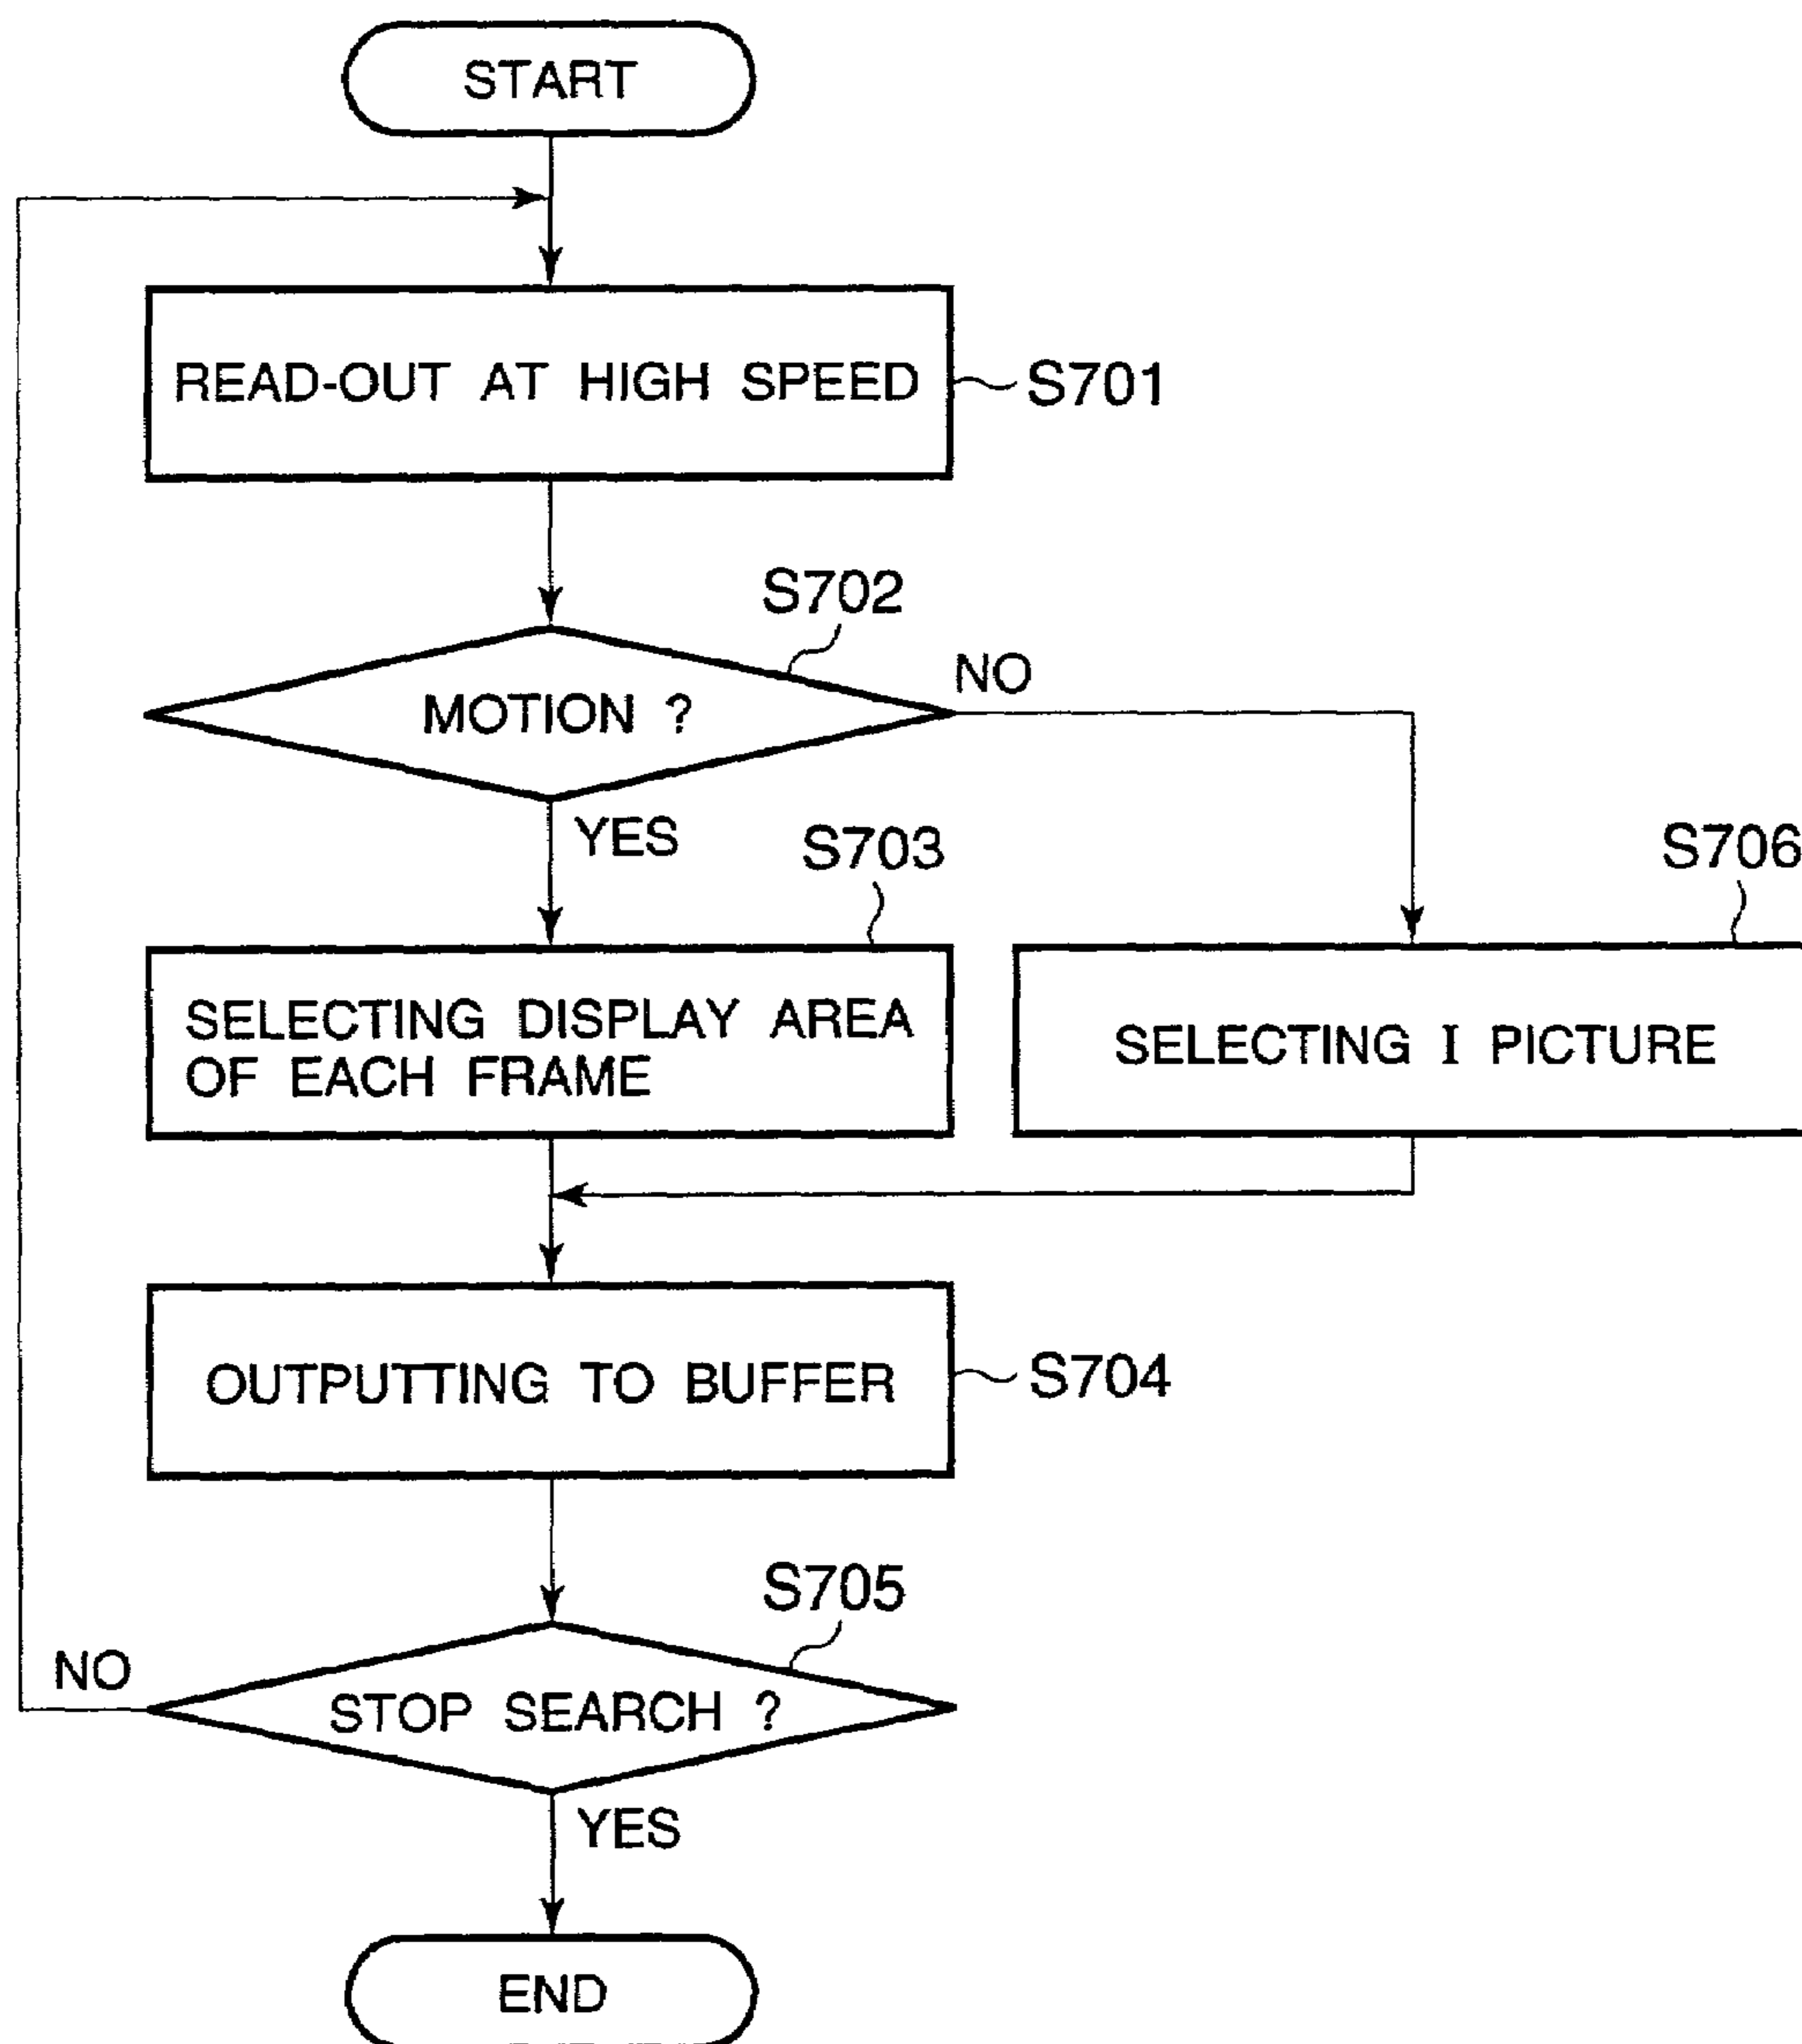 START
READ-OUT AT HIGH SPEED
S701
S702
MOTION ?
NO
YES
S703
SELECTING DISPLAY AREA
OF EACH FRAME
S706
SELECTING I PICTURE
OUTPUTTING TO BUFFER
S704
S705
STOP SEARCH ?
NO
YES
END